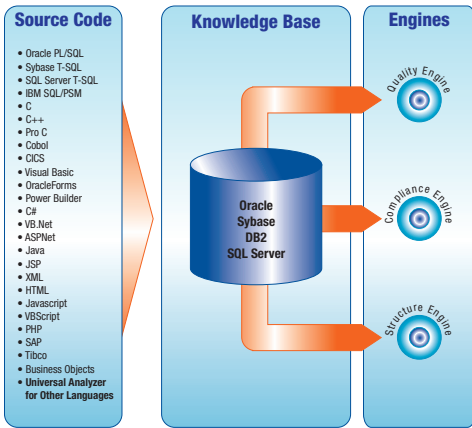 Source Code
• Oracle PL/SQL
• Sybase T-SQL
• SQL Server T-SQL
• IBM SQL/PSM
• C
• C++
• Pro C
• Cobol
• CICS
• Visual Basic
• OracleForms
• Power Builder
• C#
• VB.Net
• ASPNet
• Java
• JSP
• XML
• HTML
• Javascript
• VBScript
• PHP
• SAP
• Tibco
• Business Objects
• Universal Analyzer
for Other Languages
Knowledge Base
Oracle
Sybase
DB2
SQL Server
Engines
Quality Engine
Compliance Engine
Structure Engine